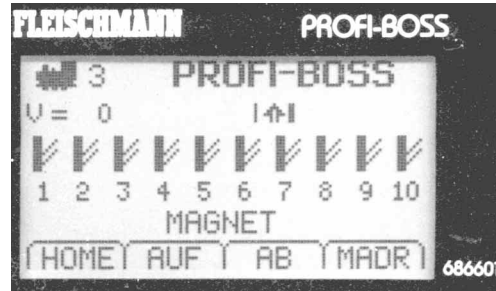 FLEISCHMANN PROFI-BOSS
3 PROFI-BOSS
V= 0
1 2 3 4 5 6 7 8 9 10
MAGNET
HOME AUF AB MADR
686601